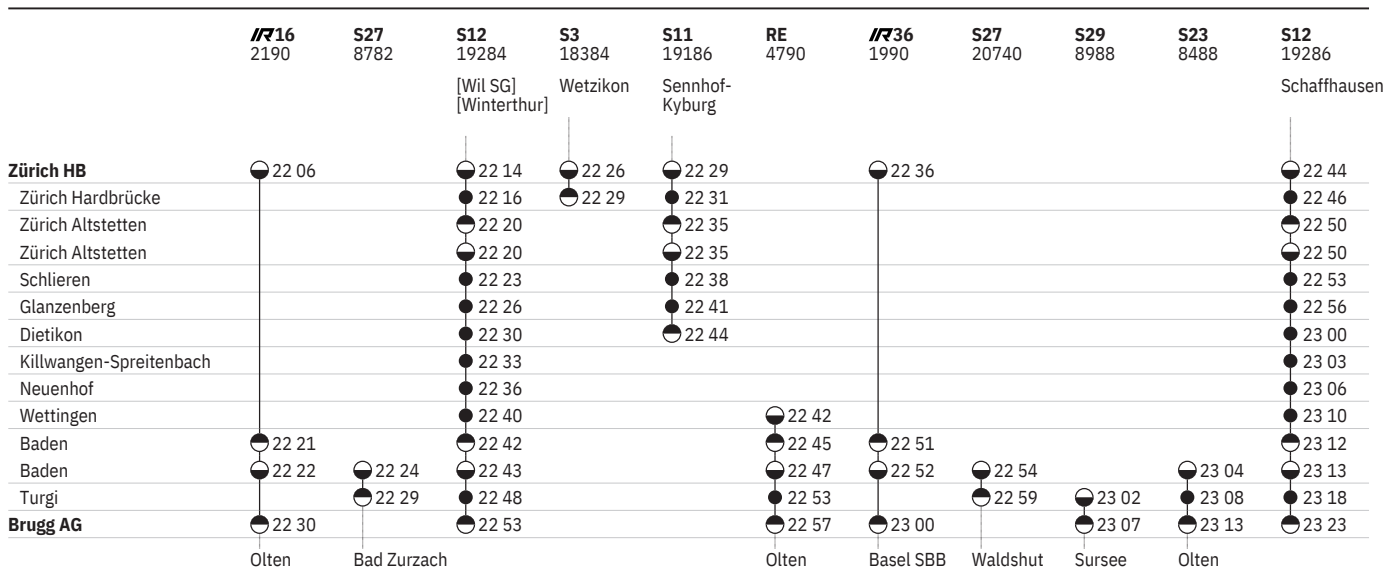 IR16 S27 S12 S3 S11 RE IR36 S27 S29 S23 S12
2190 8782 19284 18384 19186 4790 1990 20740 8988 8488 19286
[Wil SG] Wetzikon Sennhof- Schaffhausen
[Winterthur] Kyburg
Zürich HB 22 06 22 14 22 26 22 29 22 36 22 44
Zürich Hardbrücke 22 16 22 29 22 31 22 46
Zürich Altstetten 22 20 22 35 22 50
Zürich Altstetten 22 20 22 35 22 50
Schlieren 22 23 22 38 22 53
Glanzenberg 22 26 22 41 22 56
Dietikon 22 30 22 44 23 00
Killwangen-Spreitenbach 22 33 23 03
Neuenhof 22 36 23 06
Wettingen 22 40 22 42 23 10
Baden 22 21 22 42 22 45 22 51 23 12
Baden 22 22 22 24 22 43 22 47 22 52 22 54 23 04 23 13
Turgi 22 29 22 48 22 53 22 59 23 02 23 08 23 18
Brugg AG 22 30 22 53 22 57 23 00 23 07 23 13 23 23
Olten Bad Zurzach Olten Basel SBB Waldshut Sursee Olten